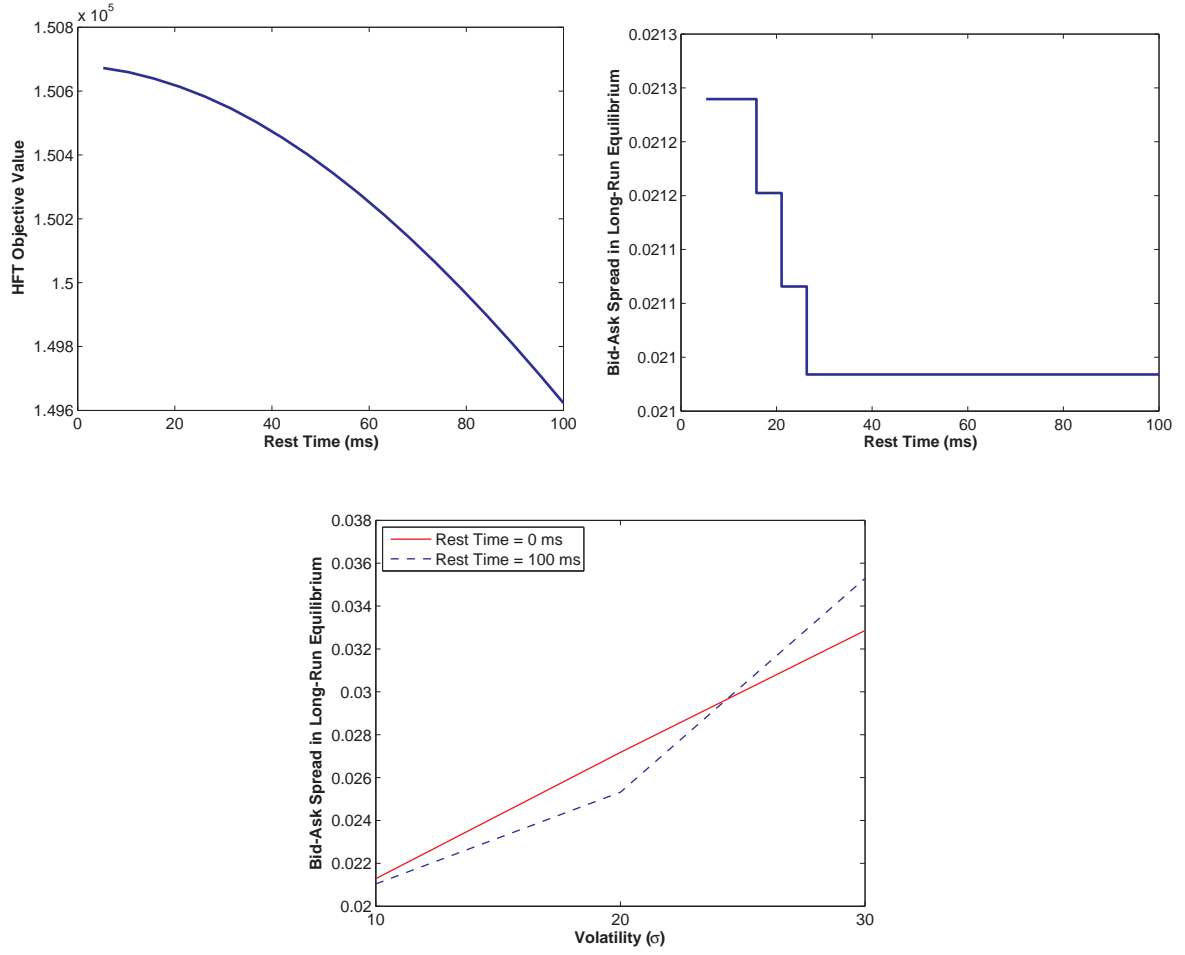 x 10^5
1.508
1.506
1.504
1.502
1.5
1.498
1.496
HFT Objective Value
0 20 40 60 80 100
Rest Time (ms)
0.0213
0.0213
0.0212
0.0212
0.0211
0.0211
0.021
0.021
Bid-Ask Spread in Long-Run Equilibrium
0 20 40 60 80 100
Rest Time (ms)
0.038
0.036
0.034
0.032
0.03
0.028
0.026
0.024
0.022
0.02
Bid-Ask Spread in Long-Run Equilibrium
Rest Time = 0 ms
Rest Time = 100 ms
10 20 30
Volatility (σ)